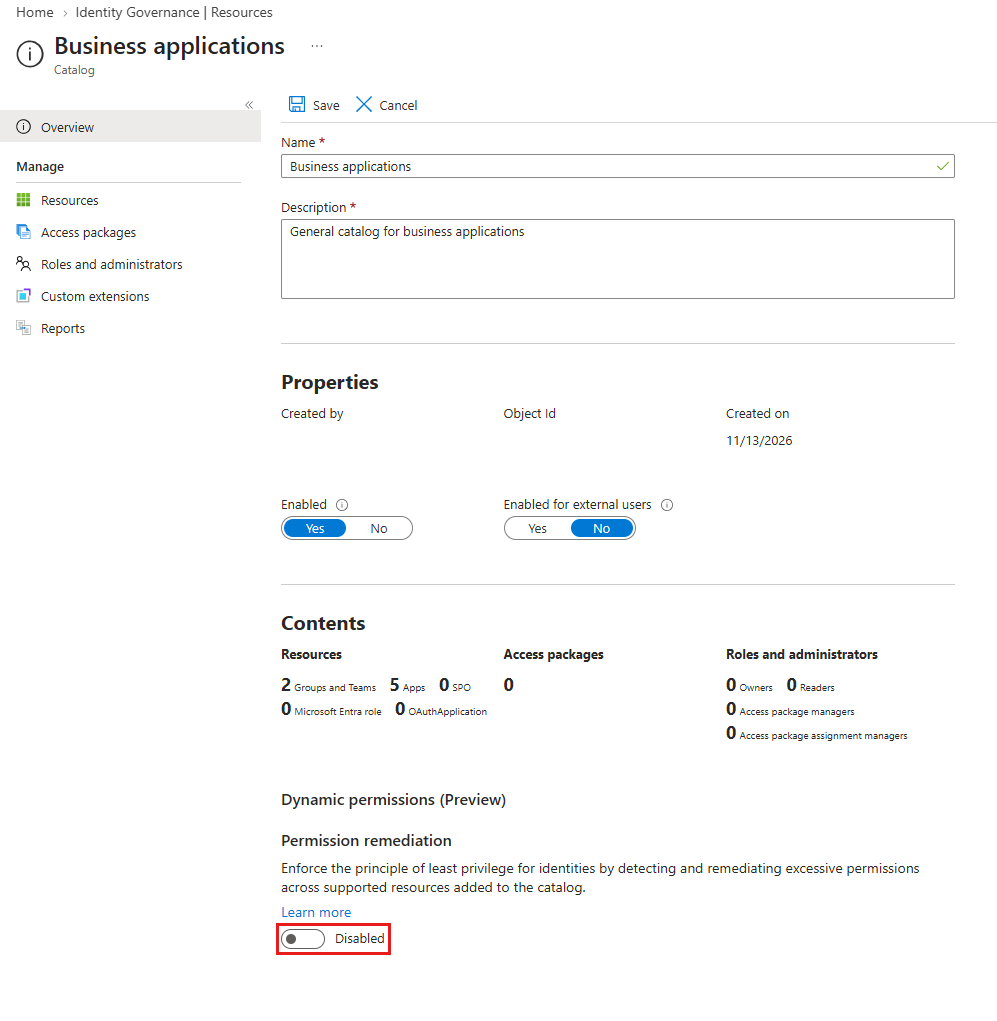 Home › Identity Governance | Resources
Business applications ...
Catalog
«
Overview
Manage
Resources
Access packages
Roles and administrators
Custom extensions
Reports
Save Cancel
Name *
Business applications
Description *
General catalog for business applications
Properties
Created by Object Id Created on
11/13/2026
Enabled Enabled for external users
Yes No Yes No
Contents
Resources Access packages Roles and administrators
2 Groups and Teams 5 Apps 0 SPO 0 0 Owners 0 Readers
0 Microsoft Entra role 0 OAuthApplication 0 Access package managers
0 Access package assignment managers
Dynamic permissions (Preview)
Permission remediation
Enforce the principle of least privilege for identities by detecting and remediating excessive permissions
across supported resources added to the catalog.
Learn more
Disabled